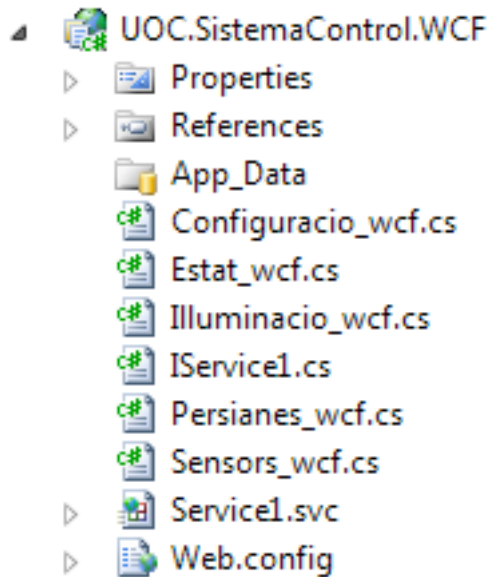 UOC.SistemaControl.WCF
Properties
References
App_Data
Configuracio_wcf.cs
Estat_wcf.cs
Illuminacio_wcf.cs
IService1.cs
Persianes_wcf.cs
Sensors_wcf.cs
Service1.svc
Web.config